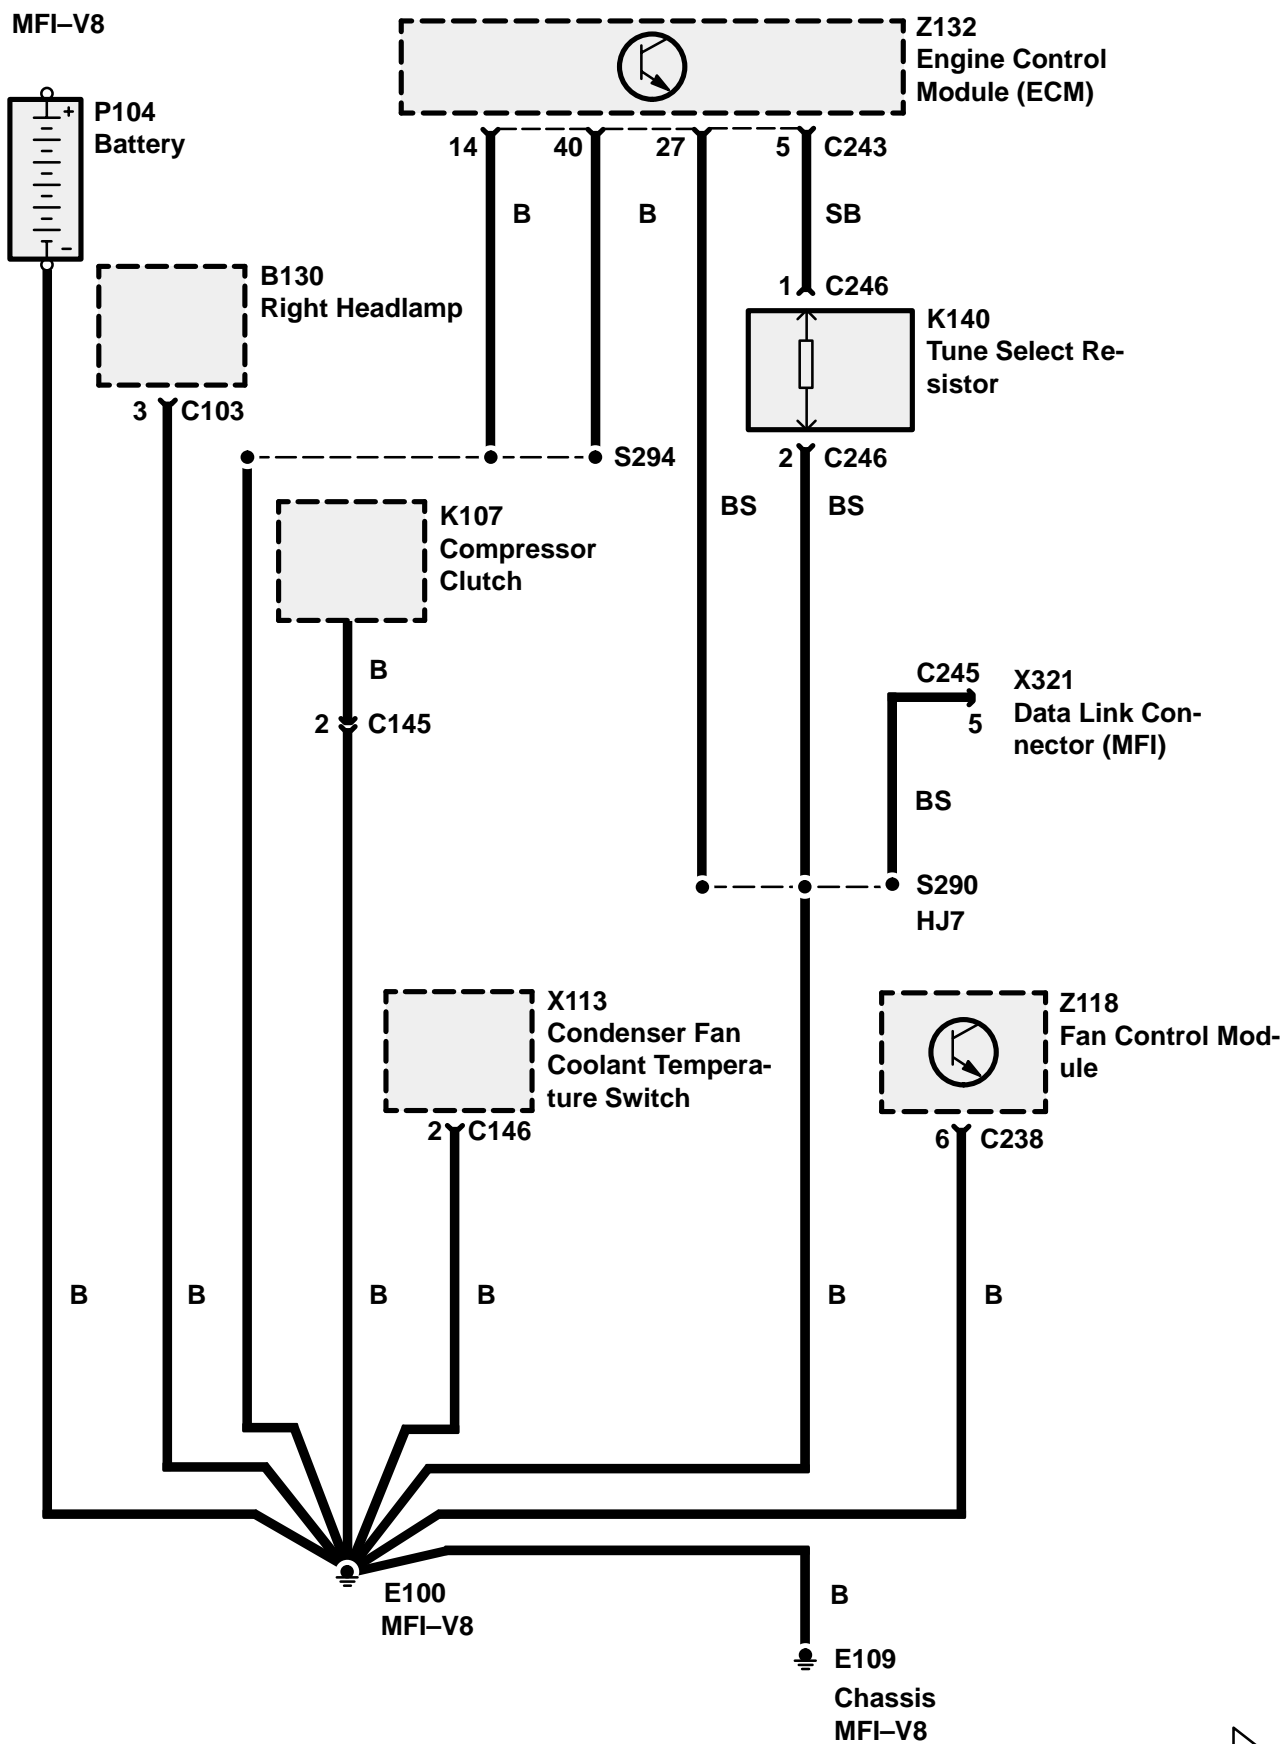 MFI–V8
Z132
Engine Control
Module (ECM)
P104
Battery
+
–
14
40
27
5
C243
B
B
SB
B130
Right Headlamp
1
C246
K140
Tune Select Re-
sistor
3
C103
S294
2
C246
BS
BS
K107
Compressor
Clutch
B
2
C145
C245
5
X321
Data Link Con-
nector (MFI)
BS
S290
HJ7
X113
Condenser Fan
Coolant Tempera-
ture Switch
2
C146
Z118
Fan Control Mod-
ule
6
C238
B
B
B
B
B
B
E100
MFI–V8
B
E109
Chassis
MFI–V8